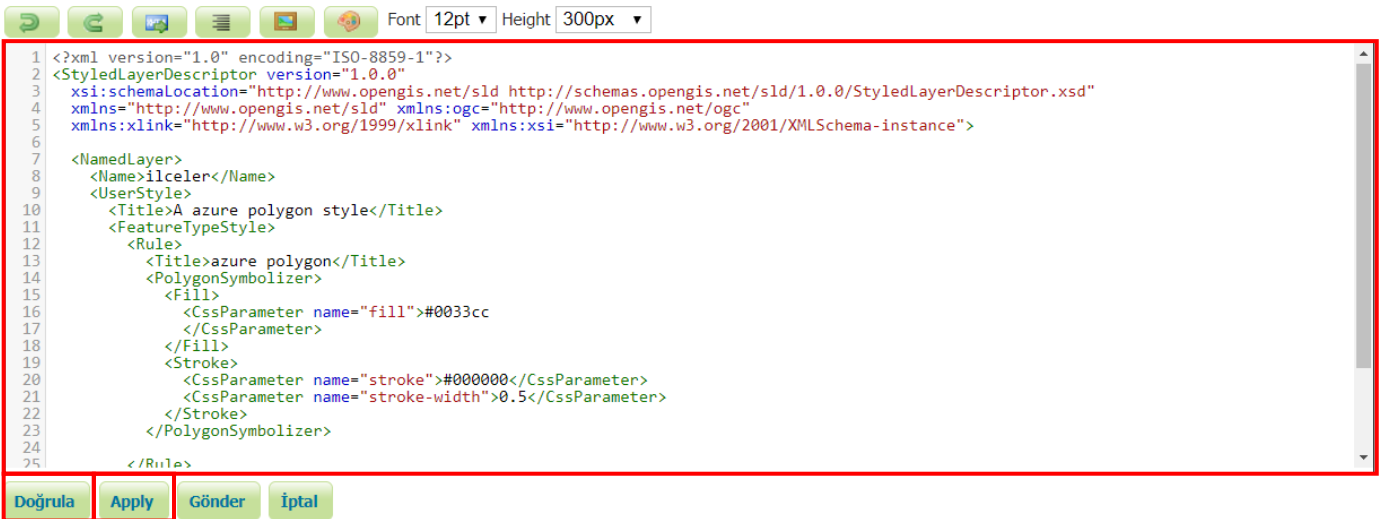 Font 12pt Height 300px
1 <?xml version="1.0" encoding="ISO-8859-1"?>
2 <StyledLayerDescriptor version="1.0.0"
3 xsi:schemaLocation="http://www.opengis.net/sld http://schemas.opengis.net/sld/1.0.0/StyledLayerDescriptor.xsd"
4 xmlns="http://www.opengis.net/sld" xmlns:ogc="http://www.opengis.net/ogc"
5 xmlns:xlink="http://www.w3.org/1999/xlink" xmlns:xsi="http://www.w3.org/2001/XMLSchema-instance">
6
7 <NamedLayer>
8 <Name>ilceler</Name>
9 <UserStyle>
10 <Title>A azure polygon style</Title>
11 <FeatureTypeStyle>
12 <Rule>
13 <Title>azure polygon</Title>
14 <PolygonSymbolizer>
15 <Fill>
16 <CssParameter name="fill">#0033cc
17 </CssParameter>
18 </Fill>
19 <Stroke>
20 <CssParameter name="stroke">#000000</CssParameter>
21 <CssParameter name="stroke-width">0.5</CssParameter>
22 </Stroke>
23 </PolygonSymbolizer>
24
25 </Rule>
Doğrula Apply Gönder İptal